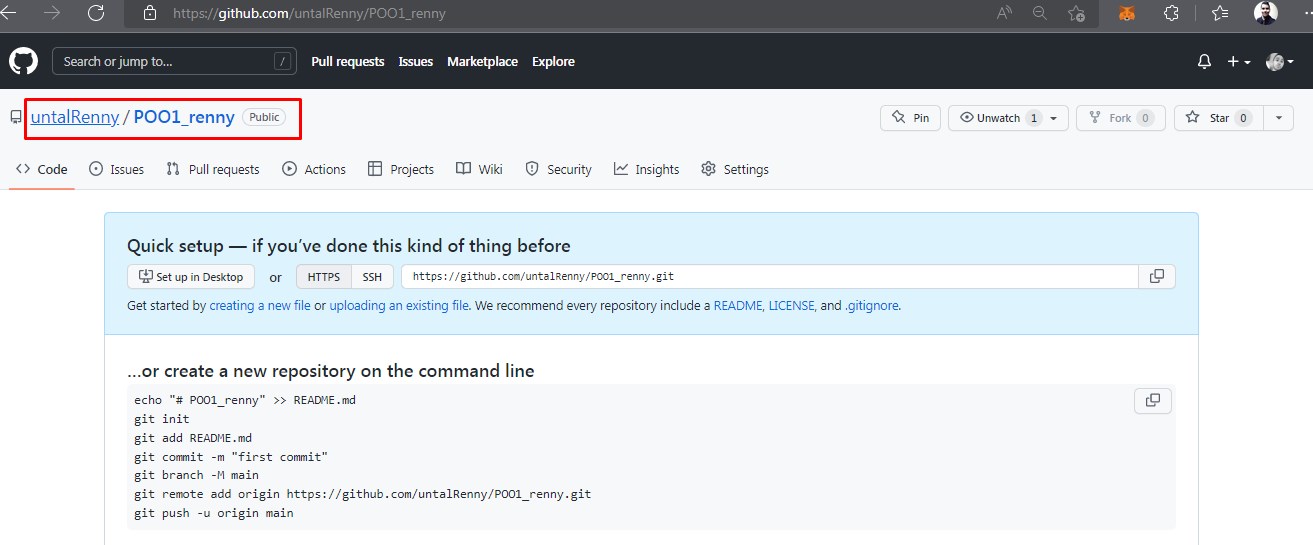 https://github.com/untalRenny/POO1_renny
Search or jump to... /
Pull requests Issues Marketplace Explore
untalRenny / POO1_renny Public
Pin Unwatch 1 Fork 0 Star 0
Code Issues Pull requests Actions Projects Wiki Security Insights Settings
Quick setup — if you've done this kind of thing before
Set up in Desktop or HTTPS SSH https://github.com/untalRenny/POO1_renny.git
Get started by creating a new file or uploading an existing file. We recommend every repository include a README, LICENSE, and .gitignore.
...or create a new repository on the command line
echo "# POO1_renny" >> README.md
git init
git add README.md
git commit -m "first commit"
git branch -M main
git remote add origin https://github.com/untalRenny/POO1_renny.git
git push -u origin main